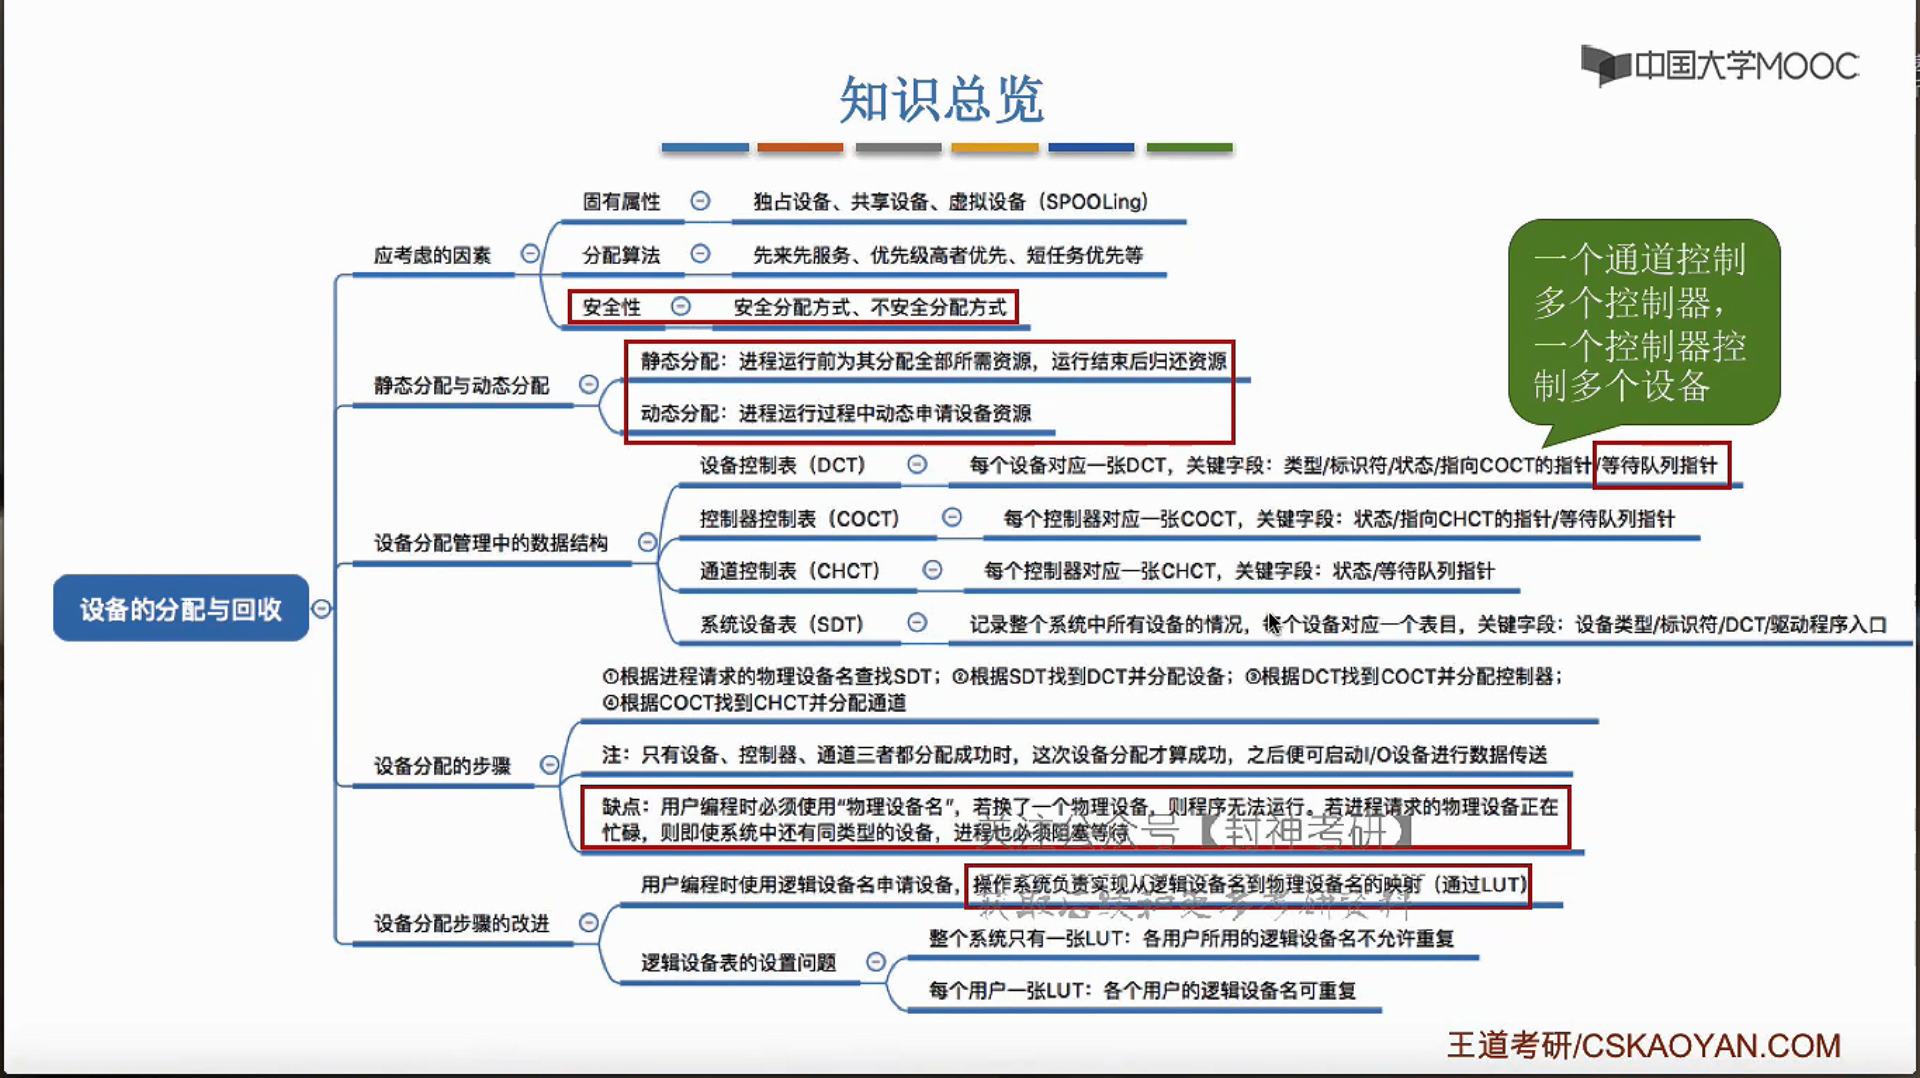 中国大学MOOC
知识总览
固有属性
独占设备、共享设备、虚拟设备（SPOOLing）
应考虑的因素
分配算法
先来先服务、优先级高者优先、短任务优先等
安全性
安全分配方式、不安全分配方式
一个通道控制
多个控制器，
一个控制器控
制多个设备
静态分配与动态分配
静态分配：进程运行前为其分配全部所需资源，运行结束后归还资源
动态分配：进程运行过程中动态申请设备资源
设备分配管理中的数据结构
设备控制表（DCT）
每个设备对应一张DCT，关键字段：类型/标识符/状态/指向COCT的指针/等待队列指针
控制器控制表（COCT）
每个控制器对应一张COCT，关键字段：状态/指向CHCT的指针/等待队列指针
通道控制表（CHCT）
每个控制器对应一张CHCT，关键字段：状态/等待队列指针
系统设备表（SDT）
记录整个系统中所有设备的情况，个设备对应一个表目，关键字段：设备类型/标识符/DCT/驱动程序入口
设备的分配与回收
设备分配的步骤
①根据进程请求的物理设备名查找SDT；②根据SDT找到DCT并分配设备；③根据DCT找到COCT并分配控制器；
④根据COCT找到CHCT并分配通道
注：只有设备、控制器、通道三者都分配成功时，这次设备分配才算成功，之后便可启动I/O设备进行数据传送
缺点：用户编程时必须使用“物理设备名”，若换了一个物理设备，则程序无法运行。若进程请求的物理设备正在
忙碌，则即使系统中还有同类型的设备，进程也必须阻塞等待
关注公众号【封神考研】
设备分配步骤的改进
用户编程时使用逻辑设备名申请设备，操作系统负责实现从逻辑设备名到物理设备名的映射（通过LUT）
获取后续和更多考研资料
逻辑设备表的设置问题
整个系统只有一张LUT：各用户所用的逻辑设备名不允许重复
每个用户一张LUT：各个用户的逻辑设备名可重复
王道考研/CSKAOYAN.COM